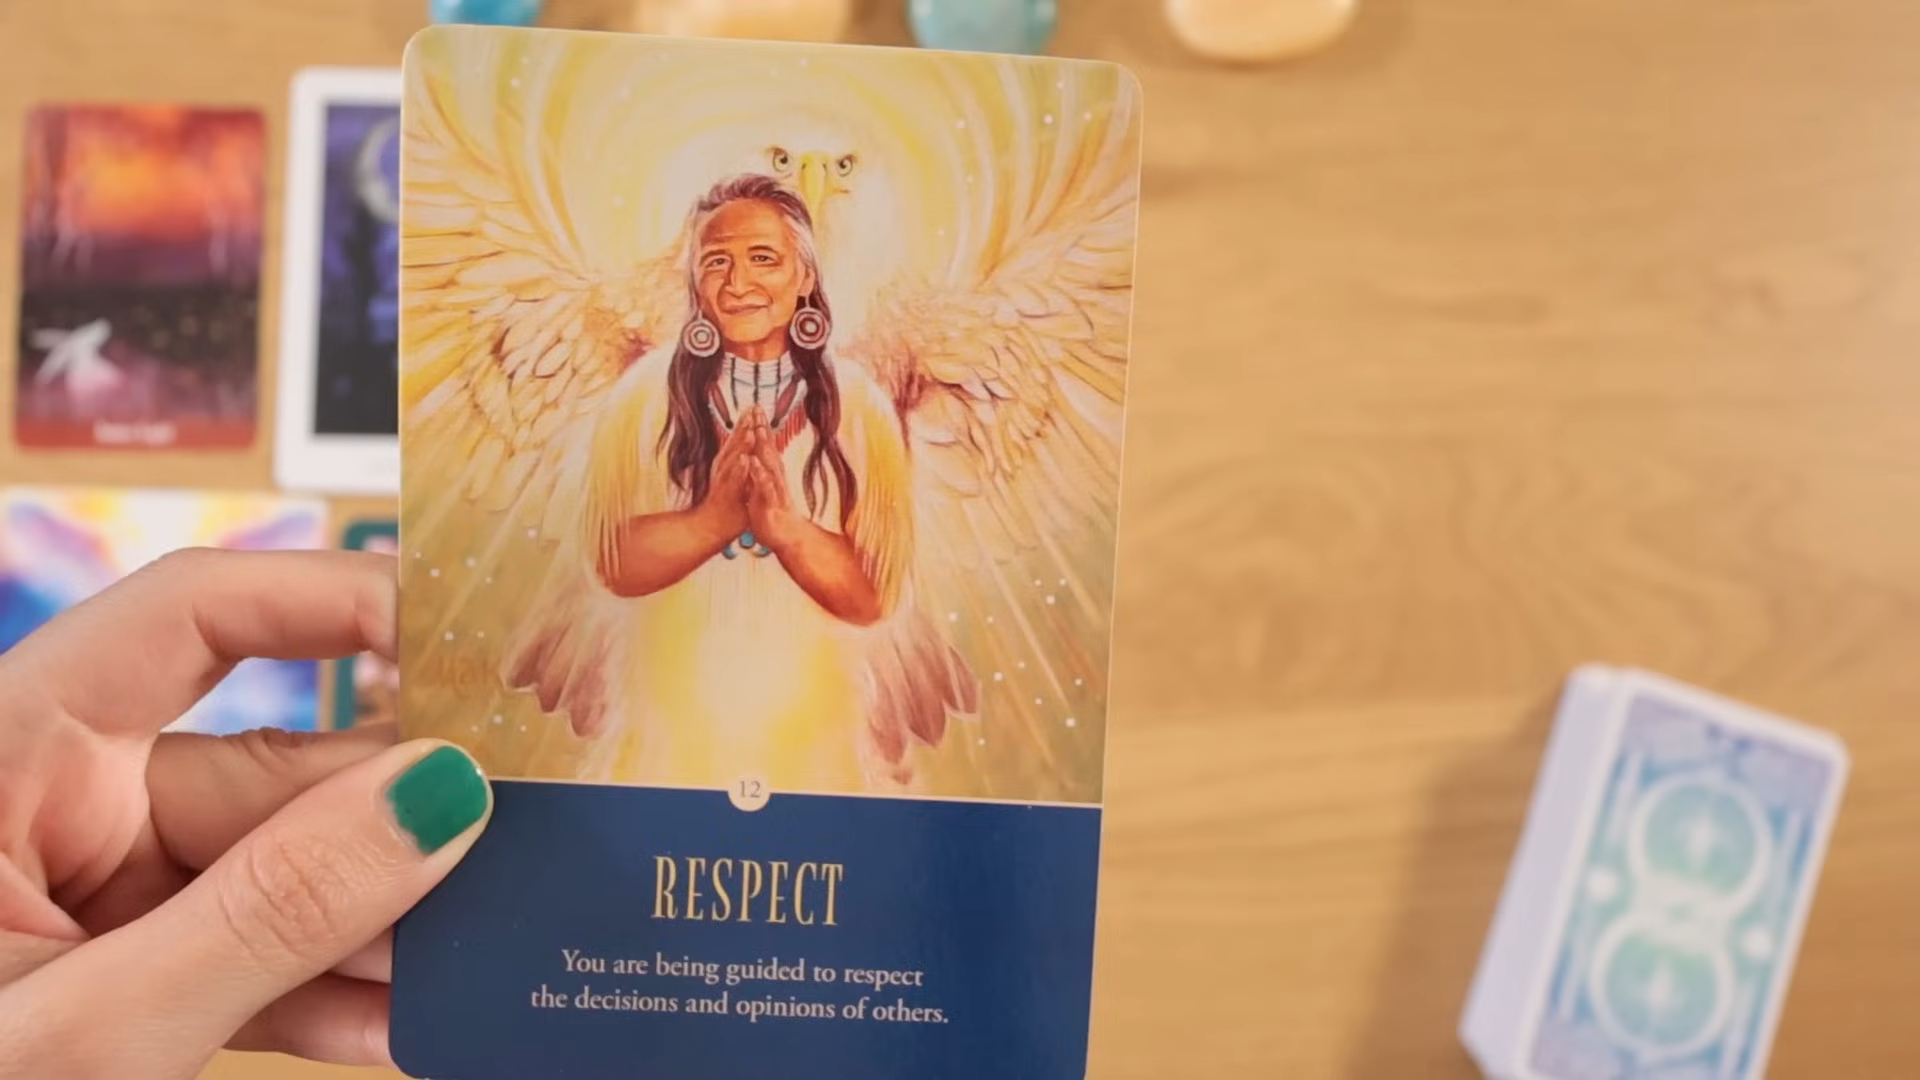 12
RESPECT
You are being guided to respect
the decisions and opinions of others.